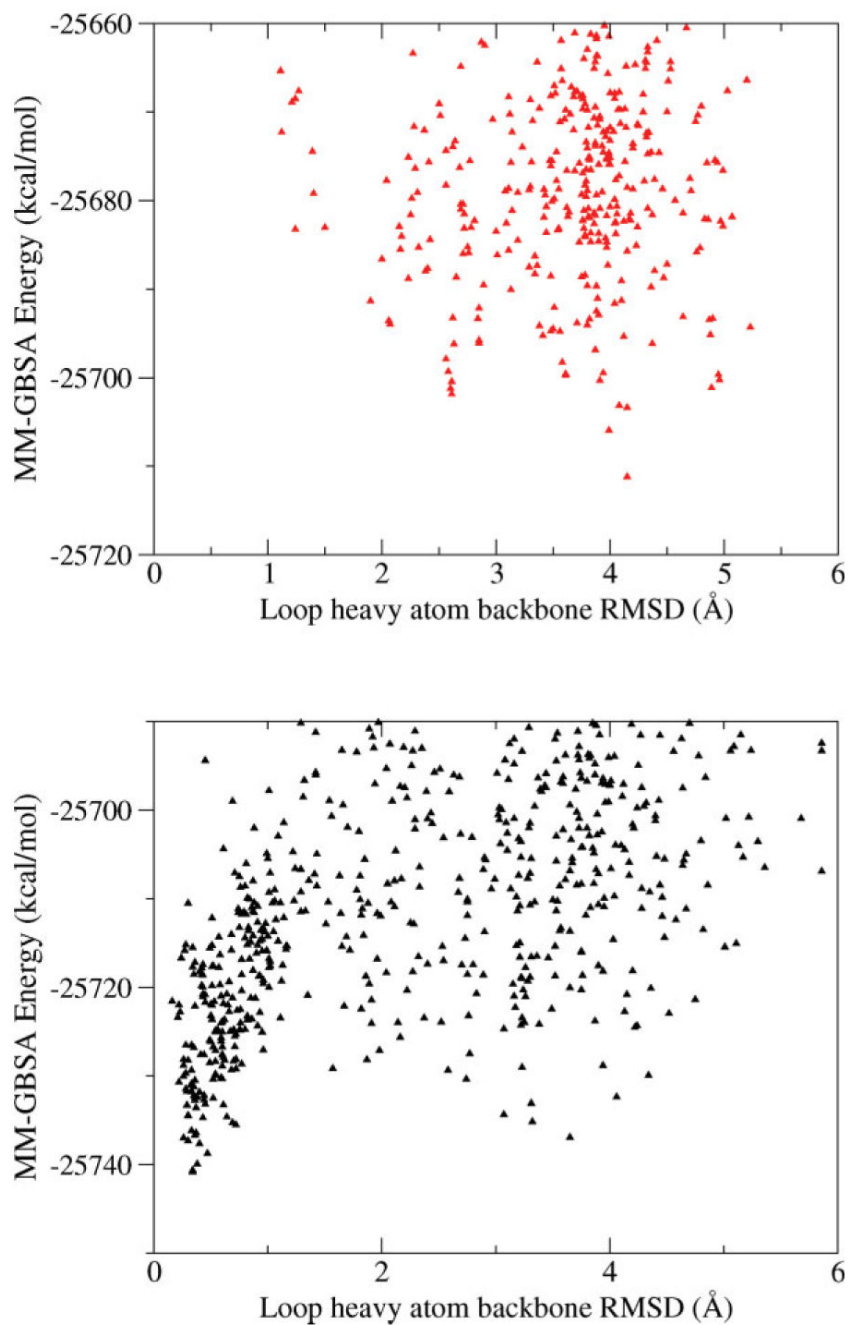 -25660
-25680
-25700
-25720
MM-GBSA Energy (kcal/mol)
0 1 2 3 4 5 6
Loop heavy atom backbone RMSD (Å)
-25700
-25720
-25740
MM-GBSA Energy (kcal/mol)
0 2 4 6
Loop heavy atom backbone RMSD (Å)